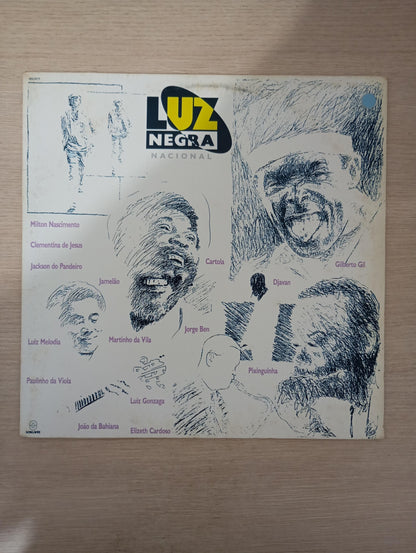 LUZ
NEGRA
NACIONAL
Milton Nascimento
Clementina de Jesus
Jackson do Pandeiro
Cartola
Gilberto Gil
Jamelão
Djavan
Jorge Ben
Luiz Melodia
Martinho da Vila
Pixinguinha
Paulinho da Viola
Luiz Gonzaga
João da Bahiana
Elizeth Cardoso